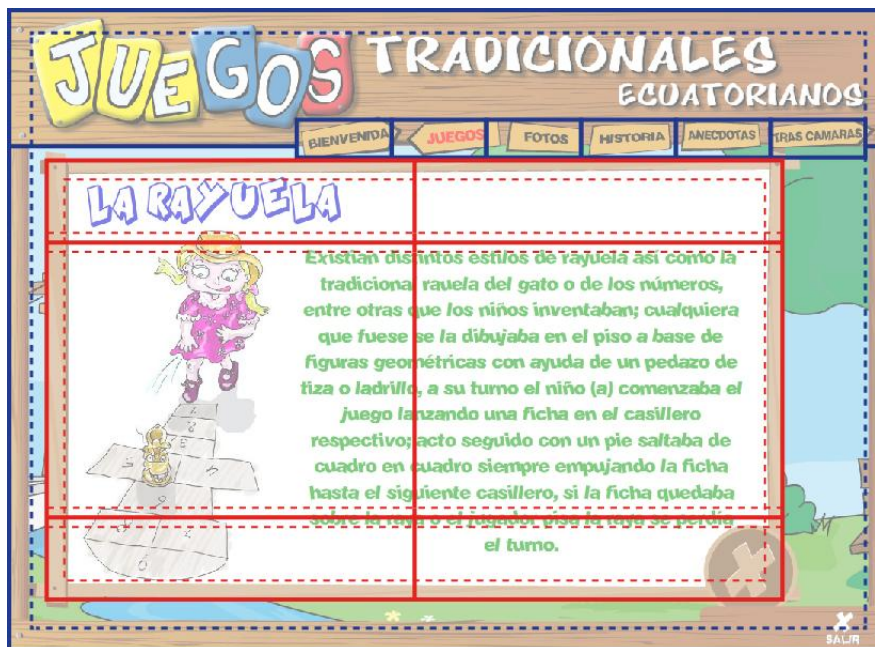 JUEGOS TRADICIONALES
ECUATORIANOS
BIENVENIDA JUEGOS FOTOS HISTORIA ANECDOTAS TRAS CAMARAS
LA RAYUELA
Existían distintos estilos de rayuela así como la
tradicional rauela del gato o de los números,
entre otras que los niños inventaban; cualquiera
que fuese se la dibujaba en el piso a base de
figuras geométricas con ayuda de un pedazo de
tiza o ladrillo, a su turno el niño (a) comenzaba el
juego lanzando una ficha en el casillero
respectivo; acto seguido con un pie saltaba de
cuadro en cuadro siempre empujando la ficha
hasta el siguiente casillero, si la ficha quedaba
sobre la raya o el jugador pisa la raya se perdía
el turno.
SALIR